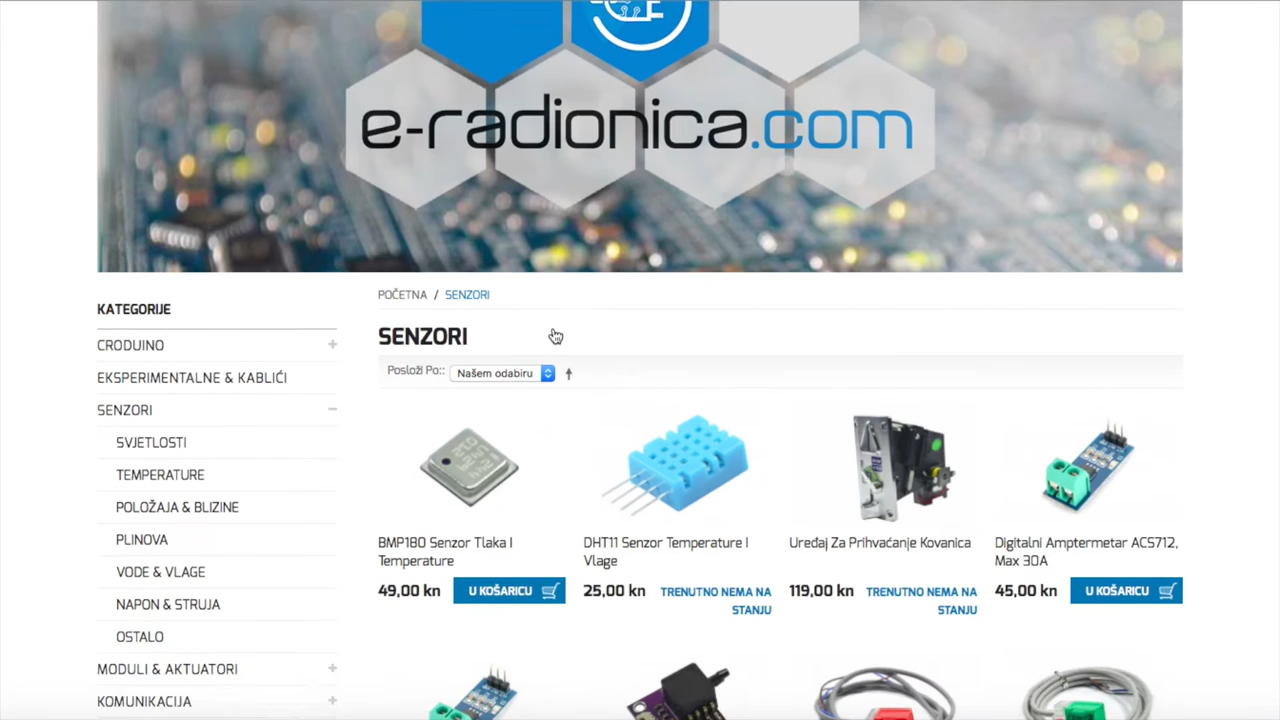 e-radionica.com
KATEGORIJE
CRODUINO
EKSPERIMENTALNE & KABLIĆI
SENZORI
SVJETLOSTI
TEMPERATURE
POLOŽAJA & BLIZINE
PLINOVA
VODE & VLAGE
NAPON & STRUJA
OSTALO
MODULI & AKTUATORI
KOMUNIKACIJA
POČETNA / SENZORI
SENZORI
Posloži Po:: Našem odabiru
BMP180 Senzor Tlaka I
Temperature
49,00 kn U KOŠARICU
DHT11 Senzor Temperature I
Vlage
25,00 kn TRENUTNO NEMA NA
STANJU
Uređaj Za Prihvaćanje Kovanica
119,00 kn TRENUTNO NEMA NA
STANJU
Digitalni Amptermetar ACS712,
Max 30A
45,00 kn U KOŠARICU